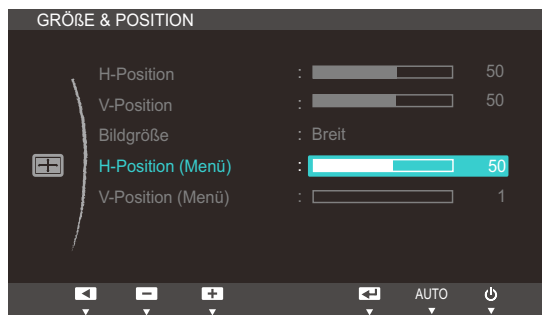 GRÖßE & POSITION
H-Position : 50
V-Position : 50
Bildgröße : Breit
H-Position (Menü) : 50
V-Position (Menü) : 1
AUTO